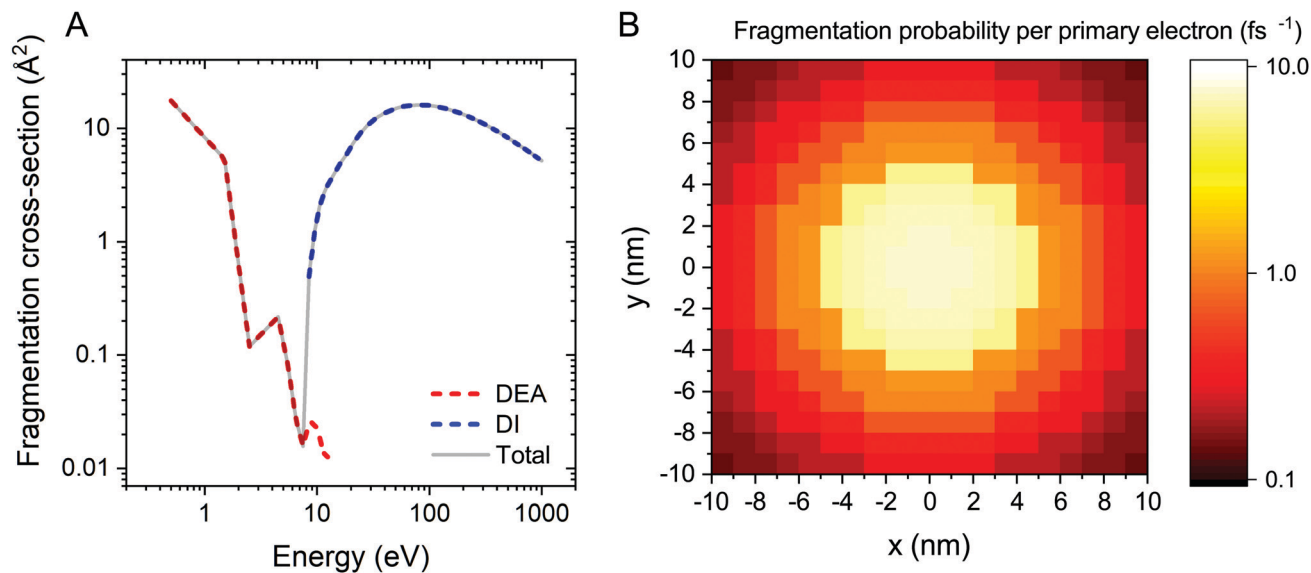 A
Fragmentation cross-section (Å²)
10
1
0.1
0.01
DEA
DI
Total
1
10
100
1000
Energy (eV)
B
Fragmentation probability per primary electron (fs ⁻¹)
10
8
6
4
2
0
-2
-4
-6
-8
-10
y (nm)
-10 -8 -6 -4 -2 0 2 4 6 8 10
x (nm)
10.0
1.0
0.1